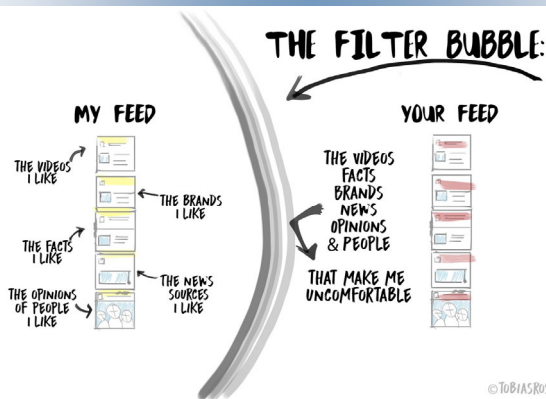 THE FILTER BUBBLE:
MY FEED
THE VIDEOS
I LIKE
THE BRANDS
I LIKE
THE FACTS
I LIKE
THE NEWS
SOURCES
I LIKE
THE OPINIONS
OF PEOPLE
I LIKE
YOUR FEED
THE VIDEOS
FACTS
BRANDS
NEWS
OPINIONS
& PEOPLE
THAT MAKE ME
UNCOMFORTABLE